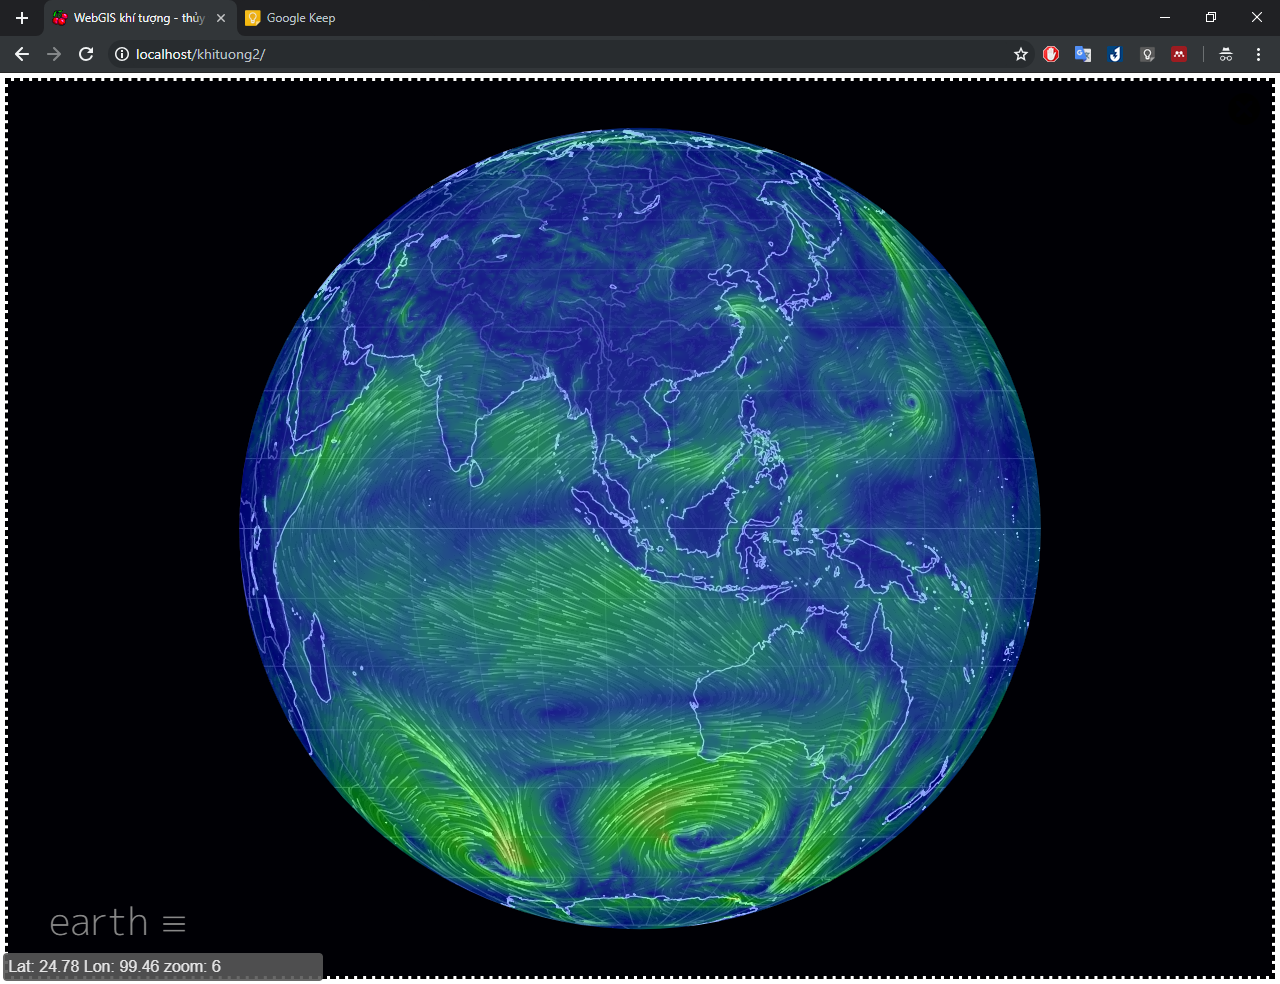 WebGIS khí tượng - thủy
Google Keep
localhost/khituong2/
earth
Lat: 24.78 Lon: 99.46 zoom: 6